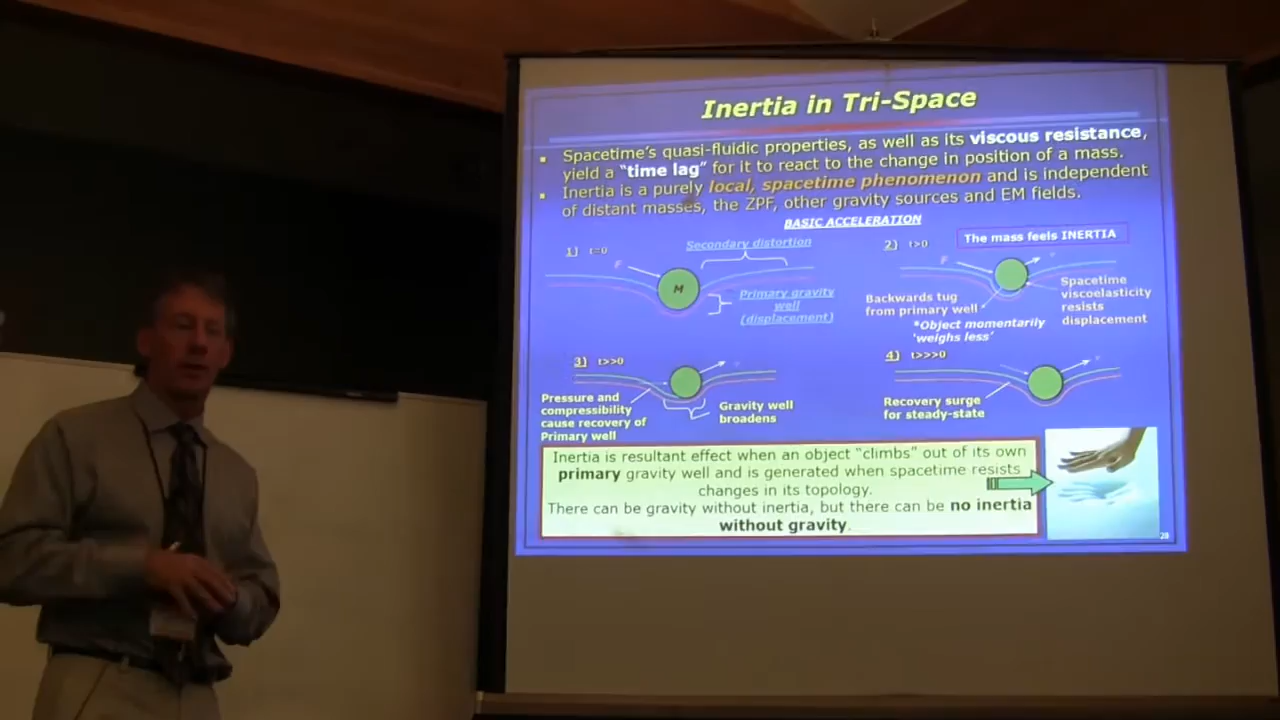 Inertia in Tri-Space
Spacetime's quasi-fluidic properties, as well as its viscous resistance,
yield a "time lag" for it to react to the change in position of a mass.
Inertia is a purely local, spacetime phenomenon and is independent
of distant masses, the ZPF, other gravity sources and EM fields.
BASIC ACCELERATION
1) t=0
Secondary distortion
F
M
Primary gravity
well
(displacement)
2) t>0
The mass feels INERTIA
F
Backwards tug
from primary well
Spacetime
viscoelasticity
resists
displacement
*Object momentarily
'weighs less'
3) t>>0
Pressure and
compressibility
cause recovery of
Primary well
Gravity well
broadens
4) t>>>0
Recovery surge
for steady-state
Inertia is resultant effect when an object "climbs" out of its own
primary gravity well and is generated when spacetime resists
changes in its topology.
There can be gravity without inertia, but there can be no inertia
without gravity.
28